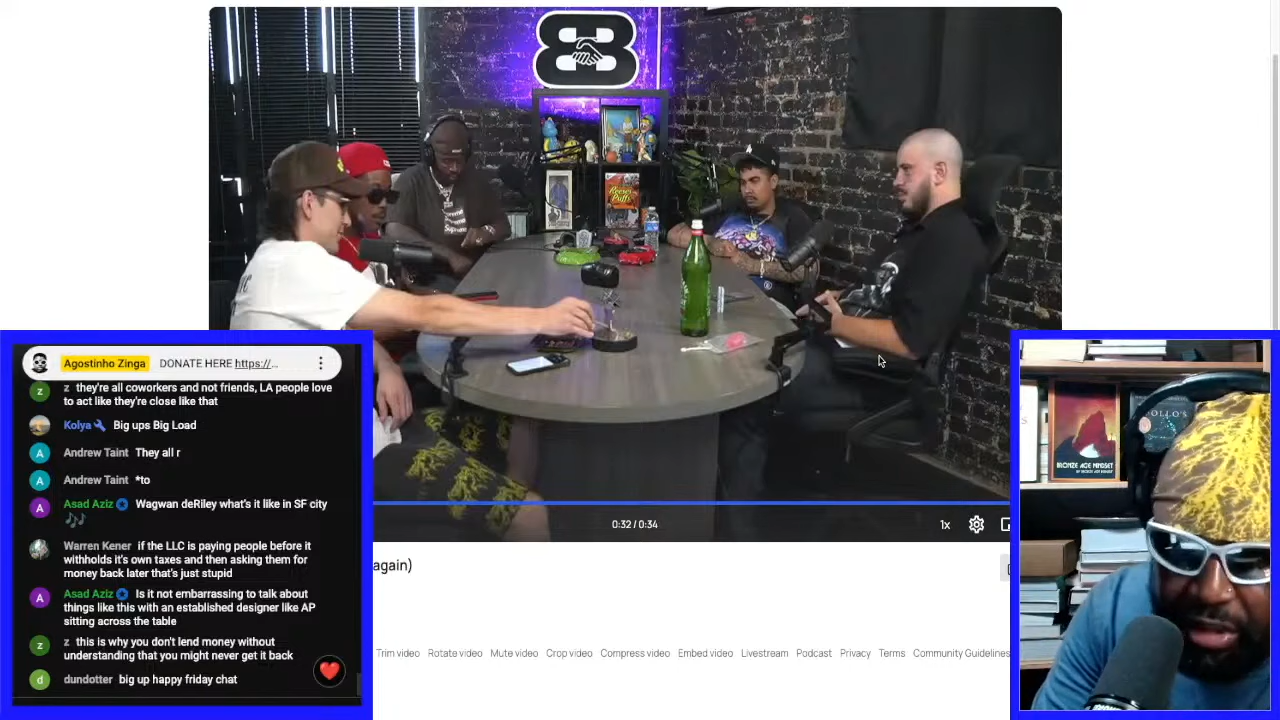 B
Reese's
Puffs
Supreme
Agostinho Zinga DONATE HERE https://...
z they're all coworkers and not friends, LA people love
to act like they're close like that
Kolya Big ups Big Load
Andrew Taint They all r
Andrew Taint *to
Asad Aziz Wagwan deRiley what's it like in SF city
Warren Kener if the LLC is paying people before it
withholds it's own taxes and then asking them for
money back later that's just stupid
Asad Aziz Is it not embarrassing to talk about
things like this with an established designer like AP
sitting across the table
z this is why you don't lend money without
understanding that you might never get it back
dundotter big up happy friday chat
0:32 / 0:34
1x
again)
Trim video Rotate video Mute video Crop video Compress video Embed video Livestream Podcast Privacy Terms Community Guidelines
BRONZE AGE MINDSET